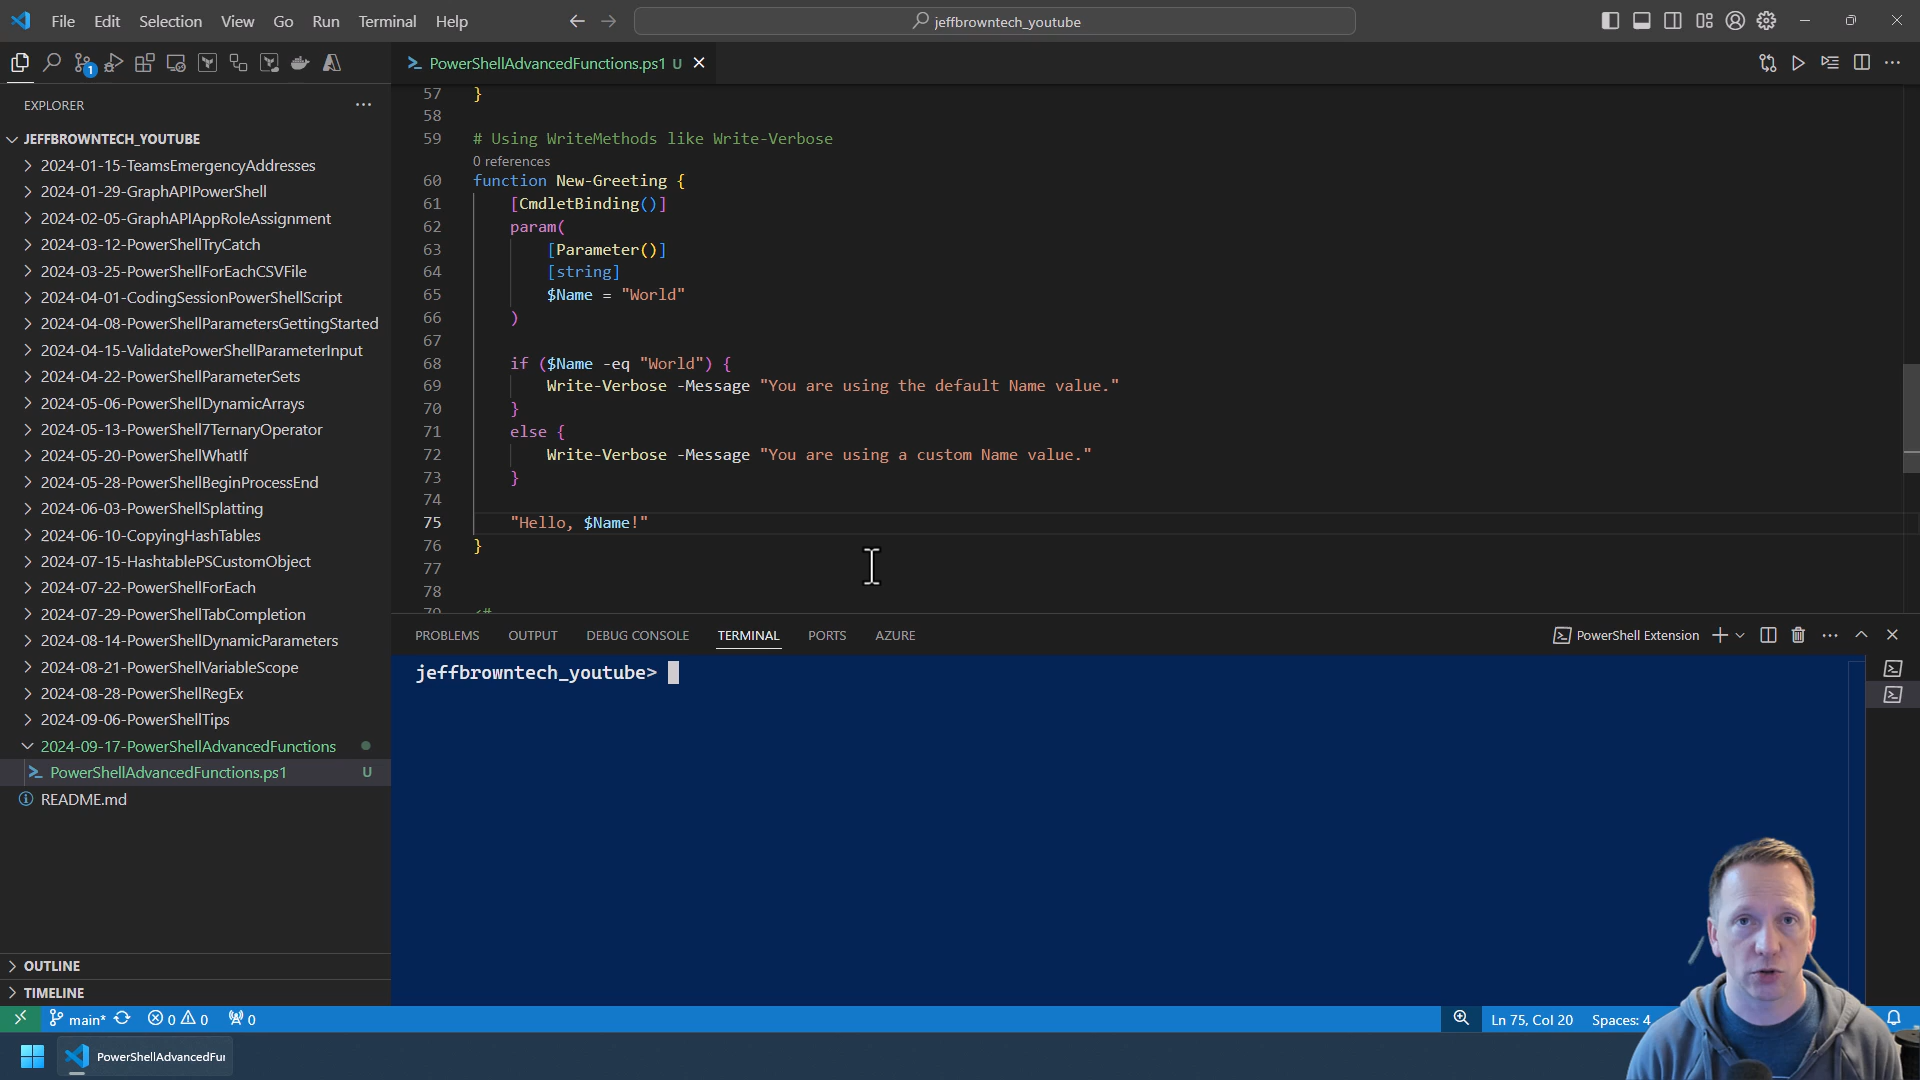 File Edit Selection View Go Run Terminal Help
jeffbrowntech_youtube
1
PowerShellAdvancedFunctions.ps1 U
EXPLORER
JEFFBROWNTECH_YOUTUBE
2024-01-15-TeamsEmergencyAddresses
2024-01-29-GraphAPIPowerShell
2024-02-05-GraphAPIAppRoleAssignment
2024-03-12-PowerShellTryCatch
2024-03-25-PowerShellForEachCSVFile
2024-04-01-CodingSessionPowerShellScript
2024-04-08-PowerShellParametersGettingStarted
2024-04-15-ValidatePowerShellParameterInput
2024-04-22-PowerShellParameterSets
2024-05-06-PowerShellDynamicArrays
2024-05-13-PowerShell7TernaryOperator
2024-05-20-PowerShellWhatIf
2024-05-28-PowerShellBeginProcessEnd
2024-06-03-PowerShellSplatting
2024-06-10-CopyingHashTables
2024-07-15-HashtablePSCustomObject
2024-07-22-PowerShellForEach
2024-07-29-PowerShellTabCompletion
2024-08-14-PowerShellDynamicParameters
2024-08-21-PowerShellVariableScope
2024-08-28-PowerShellRegEx
2024-09-06-PowerShellTips
2024-09-17-PowerShellAdvancedFunctions
PowerShellAdvancedFunctions.ps1 U
README.md
OUTLINE
TIMELINE
57 }
58
59 # Using WriteMethods like Write-Verbose
0 references
60 function New-Greeting {
61 [CmdletBinding()]
62 param(
63 [Parameter()]
64 [string]
65 $Name = "World"
66 )
67
68 if ($Name -eq "World") {
69 Write-Verbose -Message "You are using the default Name value."
70 }
71 else {
72 Write-Verbose -Message "You are using a custom Name value."
73 }
74
75 "Hello, $Name!"
76 }
77
78
79 <#
PROBLEMS OUTPUT DEBUG CONSOLE TERMINAL PORTS AZURE
PowerShell Extension
jeffbrowntech_youtube>
main* 0 0 0
Ln 75, Col 20 Spaces: 4
PowerShellAdvancedFur